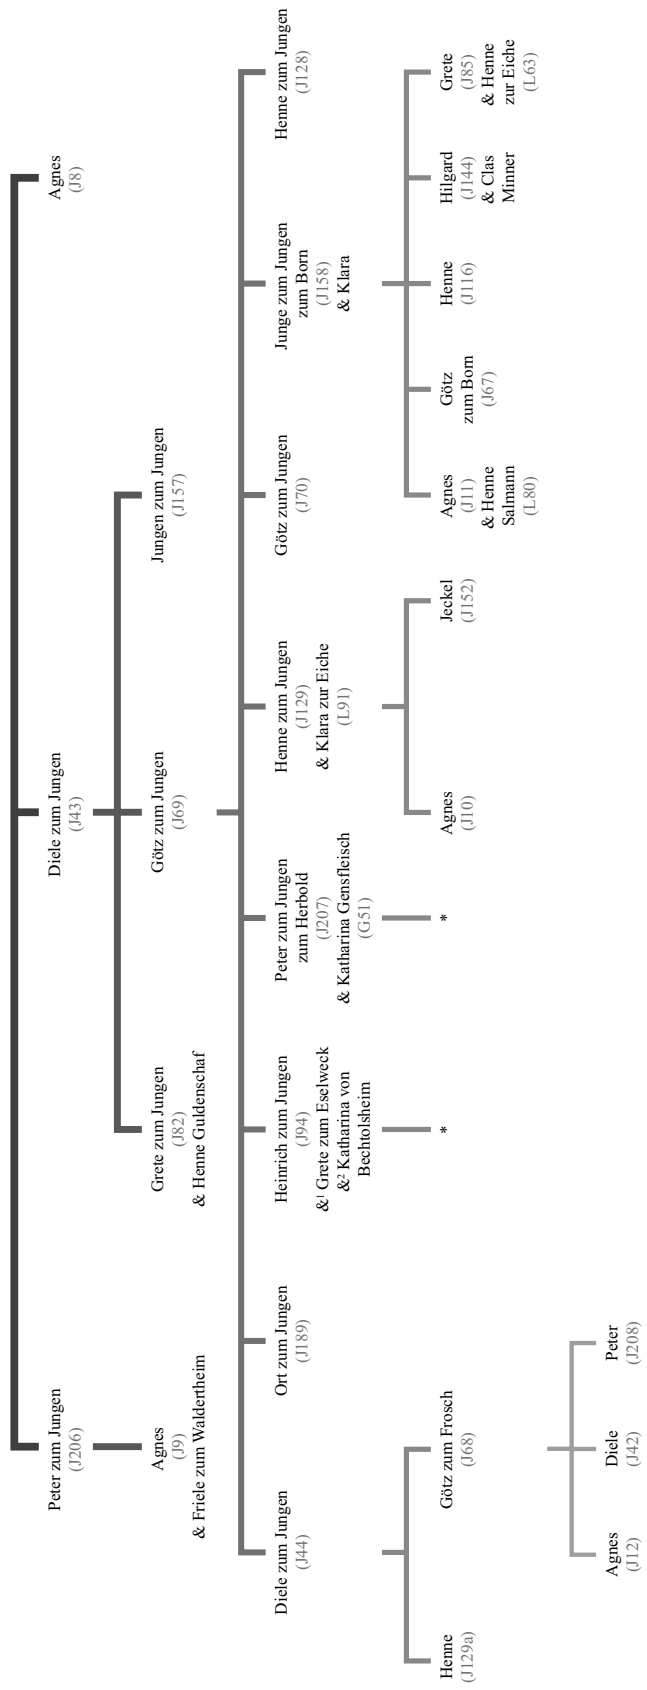 Peter zum Jungen
(J206)
Diele zum Jungen
(J43)
Agnes
(J8)
Agnes
(J9)
& Friele zum Waldertheim
Grete zum Jungen
(J82)
& Henne Guldenschaf
Götz zum Jungen
(J69)
Jungen zum Jungen
(J157)
Diele zum Jungen
(J44)
Ort zum Jungen
(J189)
Heinrich zum Jungen
(J94)
&¹ Grete zum Eselweck
&² Katharina von
Bechtolsheim
Peter zum Jungen
zum Herbold
(J207)
& Katharina Gensfleisch
(G51)
Henne zum Jungen
(J129)
& Klara zur Eiche
(L91)
Götz zum Jungen
(J70)
Junge zum Jungen
zum Born
(J158)
& Klara
Henne zum Jungen
(J128)
Henne
(J129a)
Götz zum Frosch
(J68)
*
*
Agnes
(J10)
Jeckel
(J152)
Agnes
(J11)
& Henne
Salmann
(L80)
Götz
zum Born
(J67)
Henne
(J116)
Hilgard
(J144)
& Clas
Minner
Grete
(J85)
& Henne
zur Eiche
(L63)
Agnes
(J12)
Diele
(J42)
Peter
(J208)